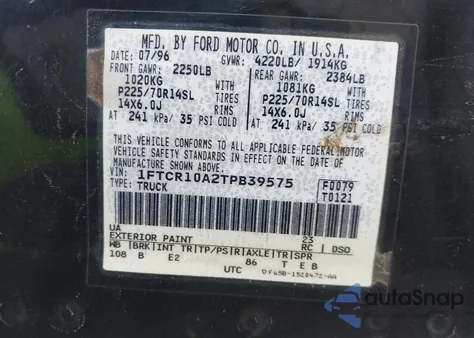 MFD. BY FORD MOTOR CO. IN U.S.A.
DATE: 07/96 GVWR: 4220LB/ 1914KG
FRONT GAWR: 2250LB REAR GAWR: 2384LB
1020KG WITH 1081KG WITH
P225/70R14SL TIRES P225/70R14SL TIRES
14X6.0J RIMS 14X6.0J RIMS
AT 241 kPa/ 35 PSI COLD AT 241 kPa/ 35 PSI COLD
THIS VEHICLE CONFORMS TO ALL APPLICABLE FEDERAL MOTOR
VEHICLE SAFETY AND THEFT PREVENTION STANDARDS IN EFFECT ON THE DATE OF
MANUFACTURE SHOWN ABOVE.
VIN: 1FTCR10A2TPB39575 F0079
TYPE: TRUCK T0121
UA
EXTERIOR PAINT 23 RC DSO
WB BRK INT TR TP/PS R AXLE TR SPR
108 B E2 86 T E B
UTC
autoSnap